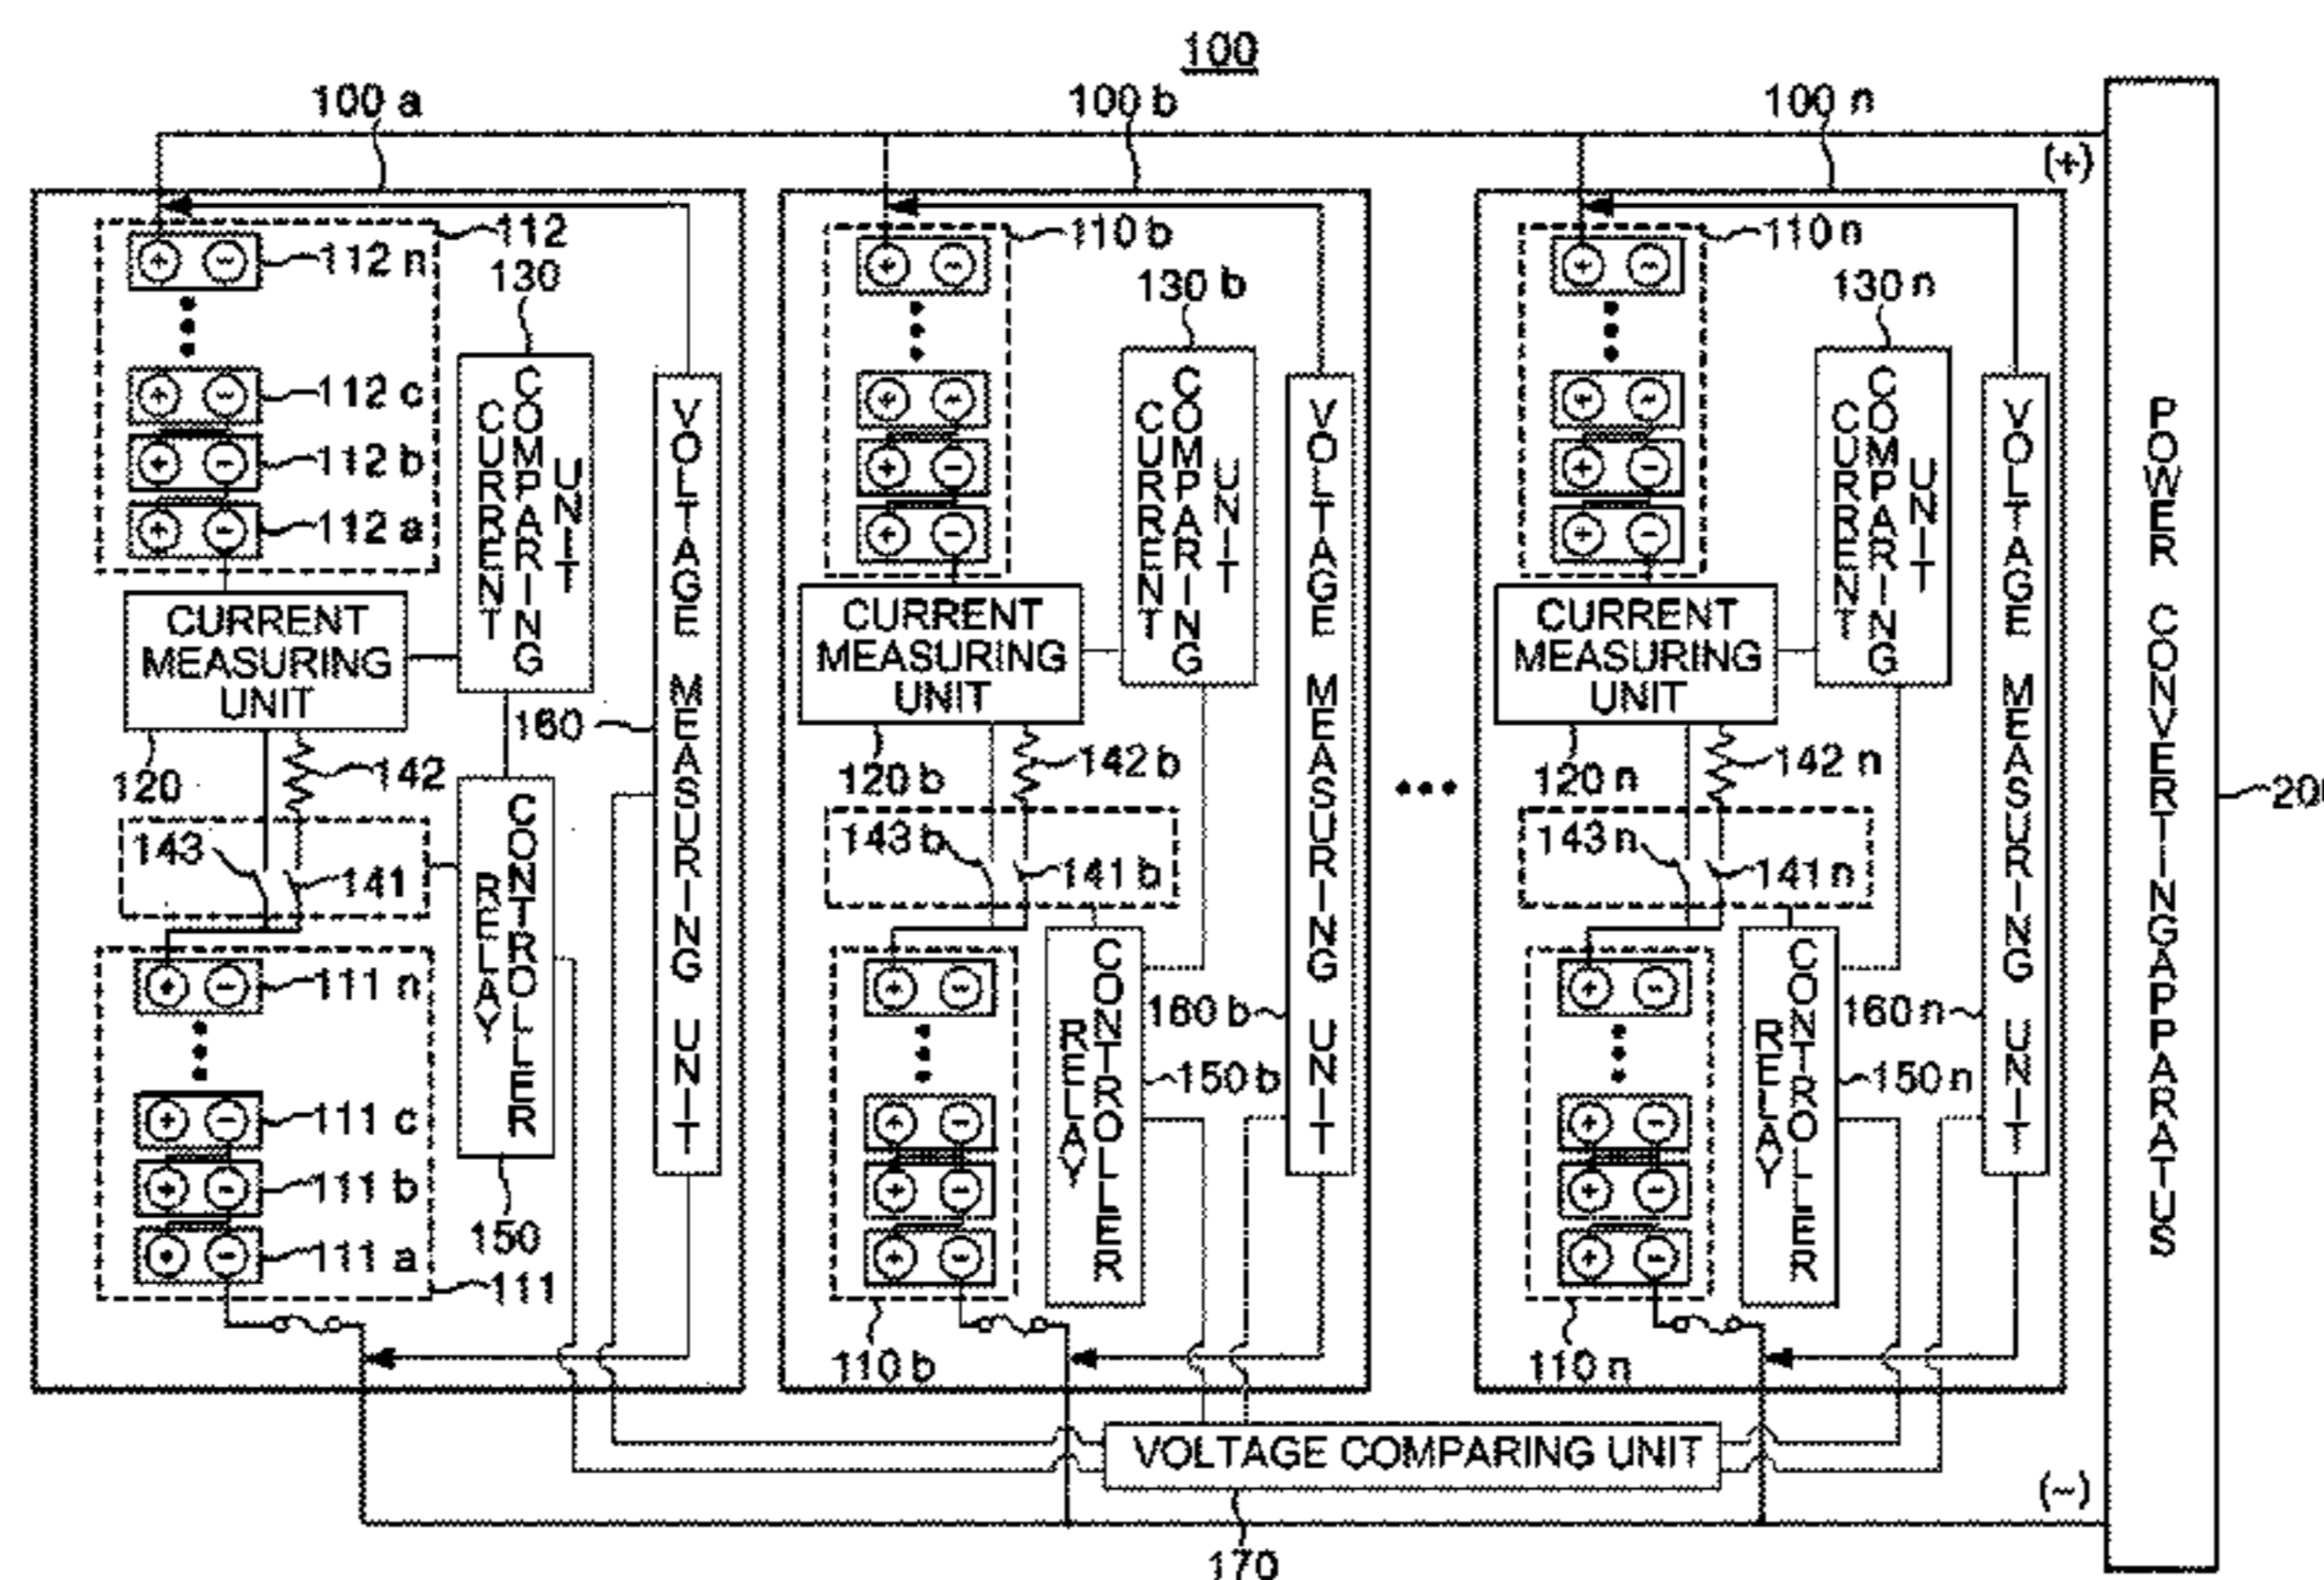 100
100 a
100 b
100 n
(+)
112
112 n
130
112 c
112 b
112 a
CURRENT
COMPARING
UNIT
VOLTAGE MEASURING UNIT
CURRENT
MEASURING
UNIT
120
142
160
143
141
RELAY
CONTROLLER
150
111 n
111 c
111 b
111 a
111
110 b
130 b
CURRENT
COMPARING
UNIT
VOLTAGE MEASURING UNIT
CURRENT
MEASURING
UNIT
120 b
142 b
143 b
141 b
RELAY
CONTROLLER
160 b
150 b
110 b
110 n
130 n
CURRENT
COMPARING
UNIT
VOLTAGE MEASURING UNIT
CURRENT
MEASURING
UNIT
120 n
142 n
143 n
141 n
RELAY
CONTROLLER
160 n
150 n
110 n
POWER CONVERTINGAPPARATUS
VOLTAGE COMPARING UNIT
170
(-)